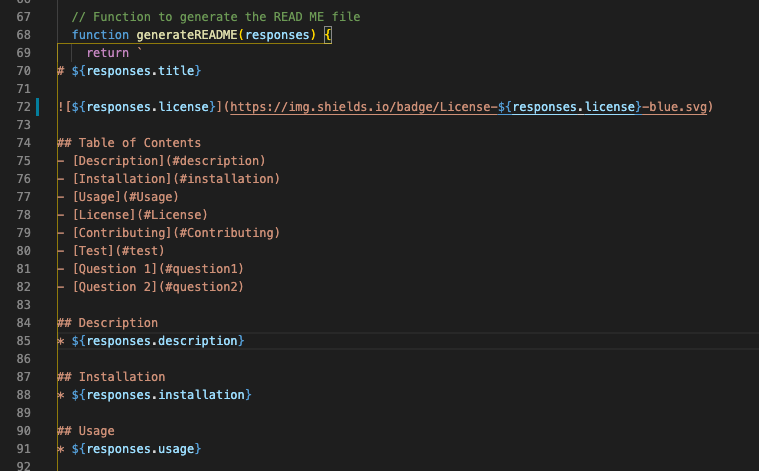 67 // Function to generate the READ ME file
68 function generateREADME(responses) {
69 return `
70 # ${responses.title}
71
72 ![${responses.license}](https://img.shields.io/badge/License-${responses.license}-blue.svg)
73
74 ## Table of Contents
75 - [Description](#description)
76 - [Installation](#installation)
77 - [Usage](#Usage)
78 - [License](#License)
79 - [Contributing](#Contributing)
80 - [Test](#test)
81 - [Question 1](#question1)
82 - [Question 2](#question2)
83
84 ## Description
85 * ${responses.description}
86
87 ## Installation
88 * ${responses.installation}
89
90 ## Usage
91 * ${responses.usage}
92